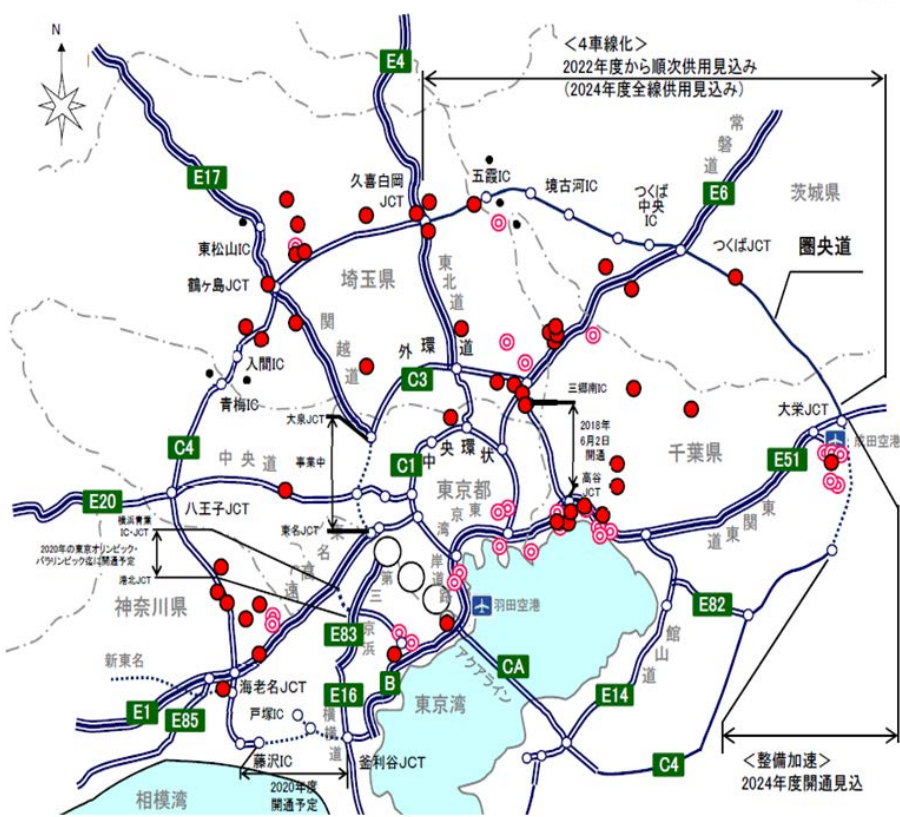 N
E4
<4車線化>
2022年度から順次供用見込み
(2024年度全線供用見込み)
常磐道
E17
久喜白岡
JCT
五霞IC
境古河IC
つくば
中央
IC
E6
茨城県
東松山IC
つくばJCT
圏央道
鶴ヶ島JCT
埼玉県
東北道
関越道
外環道
入間IC
C3
三郷南IC
青梅IC
大泉JCT
2018年
6月2日
開通
大栄JCT
C4
中央道
事業中
C1
中央環状
千葉県
成田空港
E51
高谷
JCT
東京都
E20
八王子JCT
東関東道
横浜青葉
IC・JCT
東名JCT
東名高速
東京湾岸道路
2020年の東京オリンピック・
パラリンピック迄に開通予定
港北JCT
第三京浜
羽田空港
神奈川県
E82
E83
館山道
新東名
アクアライン
CA
海老名JCT
E16
B
東京湾
E14
E1
E85
戸塚IC
横横道
藤沢IC
釜利谷JCT
C4
<整備加速>
2024年度開通見込
2020年度
開通予定
相模湾